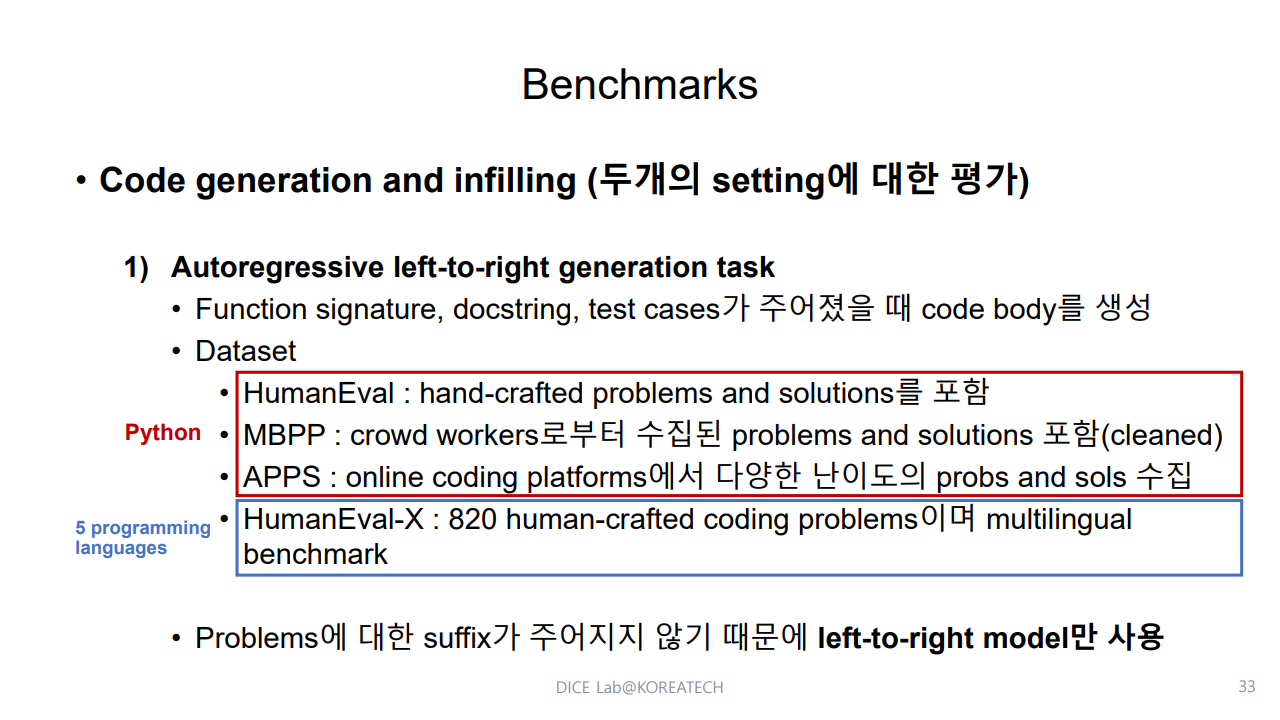 Benchmarks
• Code generation and infilling (두개의 setting에 대한 평가)
1) Autoregressive left-to-right generation task
• Function signature, docstring, test cases가 주어졌을 때 code body를 생성
• Dataset
• HumanEval : hand-crafted problems and solutions를 포함
Python
• MBPP : crowd workers로부터 수집된 problems and solutions 포함(cleaned)
• APPS : online coding platforms에서 다양한 난이도의 probs and sols 수집
5 programming
languages
• HumanEval-X : 820 human-crafted coding problems이며 multilingual
benchmark
• Problems에 대한 suffix가 주어지지 않기 때문에 left-to-right model만 사용
DICE Lab@KOREATECH
33